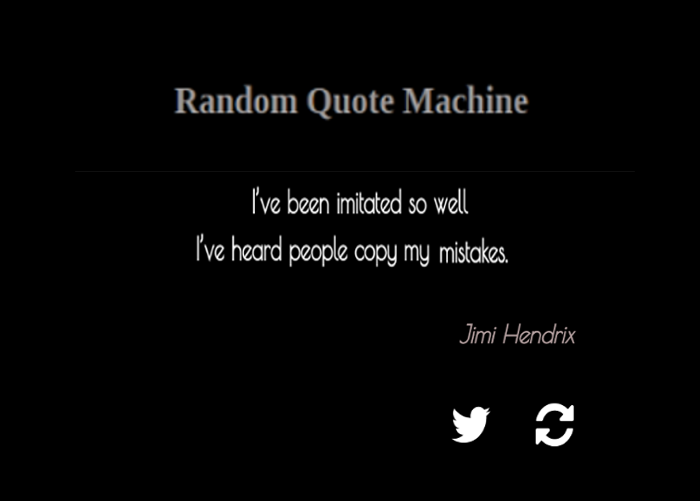 Random Quote Machine
I've been imitated so well
I've heard people copy my mistakes.
Jimi Hendrix